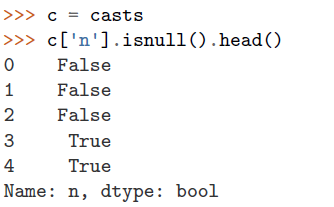 >>> c = casts
>>> c['n'].isnull().head()
0    False
1    False
2    False
3     True
4     True
Name: n, dtype: bool